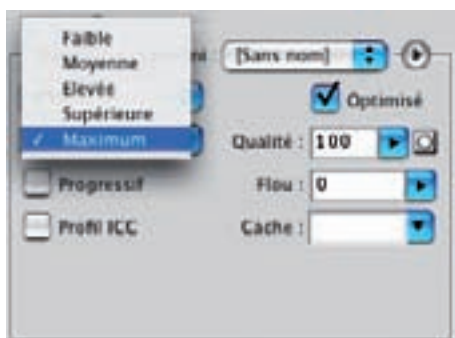 Faible
Moyenne
Elevée
Supérieure
✓ Maximum
[Sans nom]
Optimisé
Qualité : 100
Progressif
Flou : 0
Profil ICC
Cache :